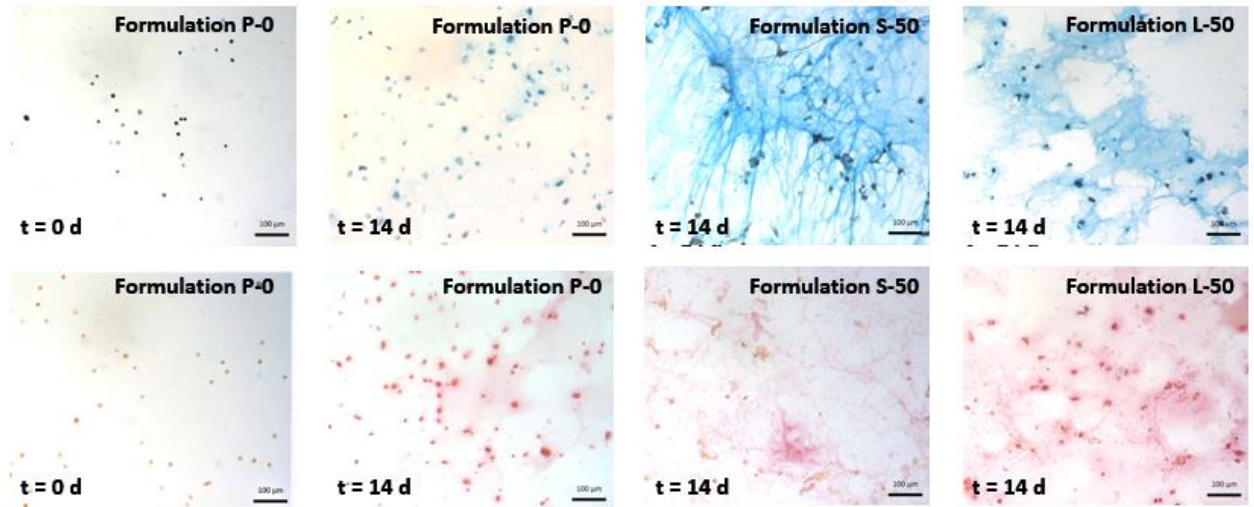 Formulation P-0
t = 0 d
100 µm
Formulation P-0
t = 14 d
100 µm
Formulation S-50
t = 14 d
100 µm
Formulation L-50
t = 14 d
100 µm
Formulation P-0
t = 0 d
100 µm
Formulation P-0
t = 14 d
100 µm
Formulation S-50
t = 14 d
100 µm
Formulation L-50
t = 14 d
100 µm